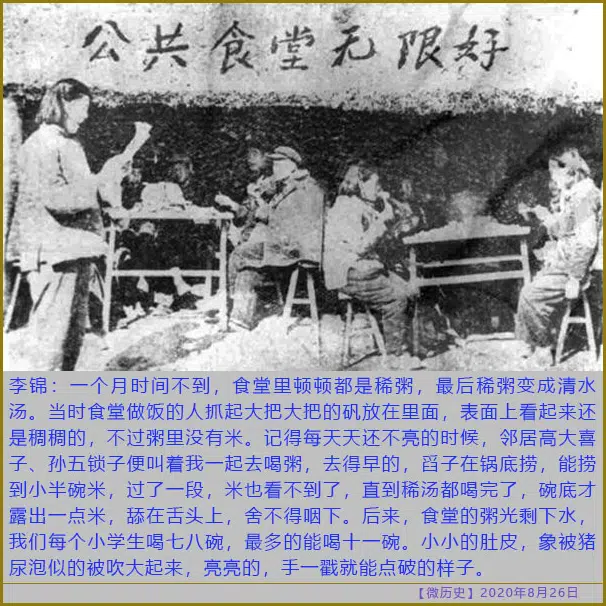 公共食堂无限好
李锦：一个月时间不到，食堂里顿顿都是稀粥，最后稀粥变成清水
汤。当时食堂做饭的人抓起大把大把的矾放在里面，表面上看起来还
是稠稠的，不过粥里没有米。记得每天天还不亮的时候，邻居高大喜
子、孙五锁子便叫着我一起去喝粥，去得早的，舀子在锅底捞，能捞
到小半碗米，过了一段，米也看不到了，直到稀汤都喝完了，碗底才
露出一点米，舔在舌头上，舍不得咽下。后来，食堂的粥光剩下水，
我们每个小学生喝七八碗，最多的能喝十一碗。小小的肚皮，象被猪
尿泡似的被吹大起来，亮亮的，手一戳就能点破的样子。
【微历史】2020年8月26日